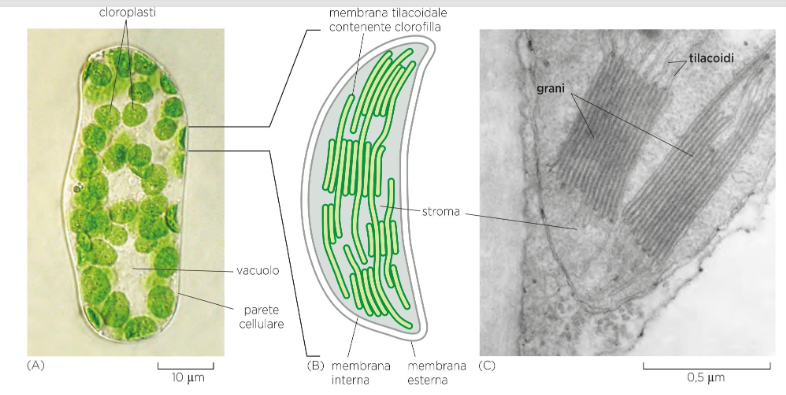 cloroplasti
membrana tilacoidale
contenente clorofilla
tilacoidi
grani
stroma
vacuolo
parete
cellulare
(A)
10 µm
(B)
membrana
interna
membrana
esterna
(C)
0,5 µm